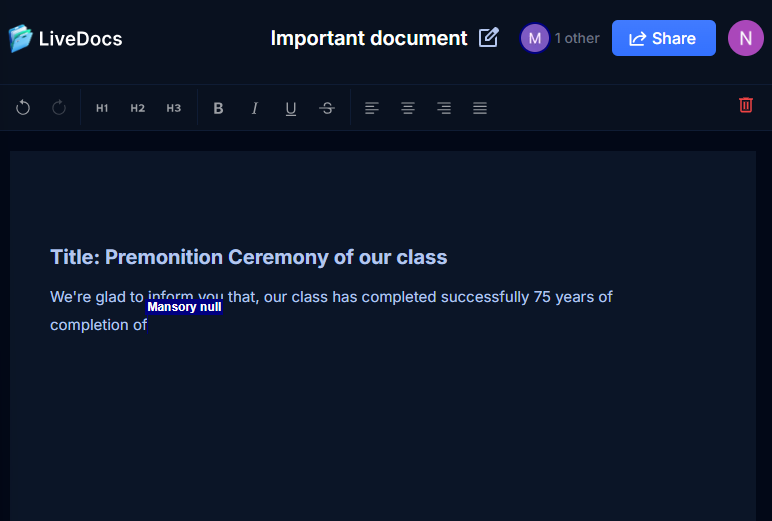 LiveDocs
Important document
M
1 other
Share
N
H1 H2 H3 B I U S
Title: Premonition Ceremony of our class
We're glad to inform you that, our class has completed successfully 75 years of
Mansory null
completion of